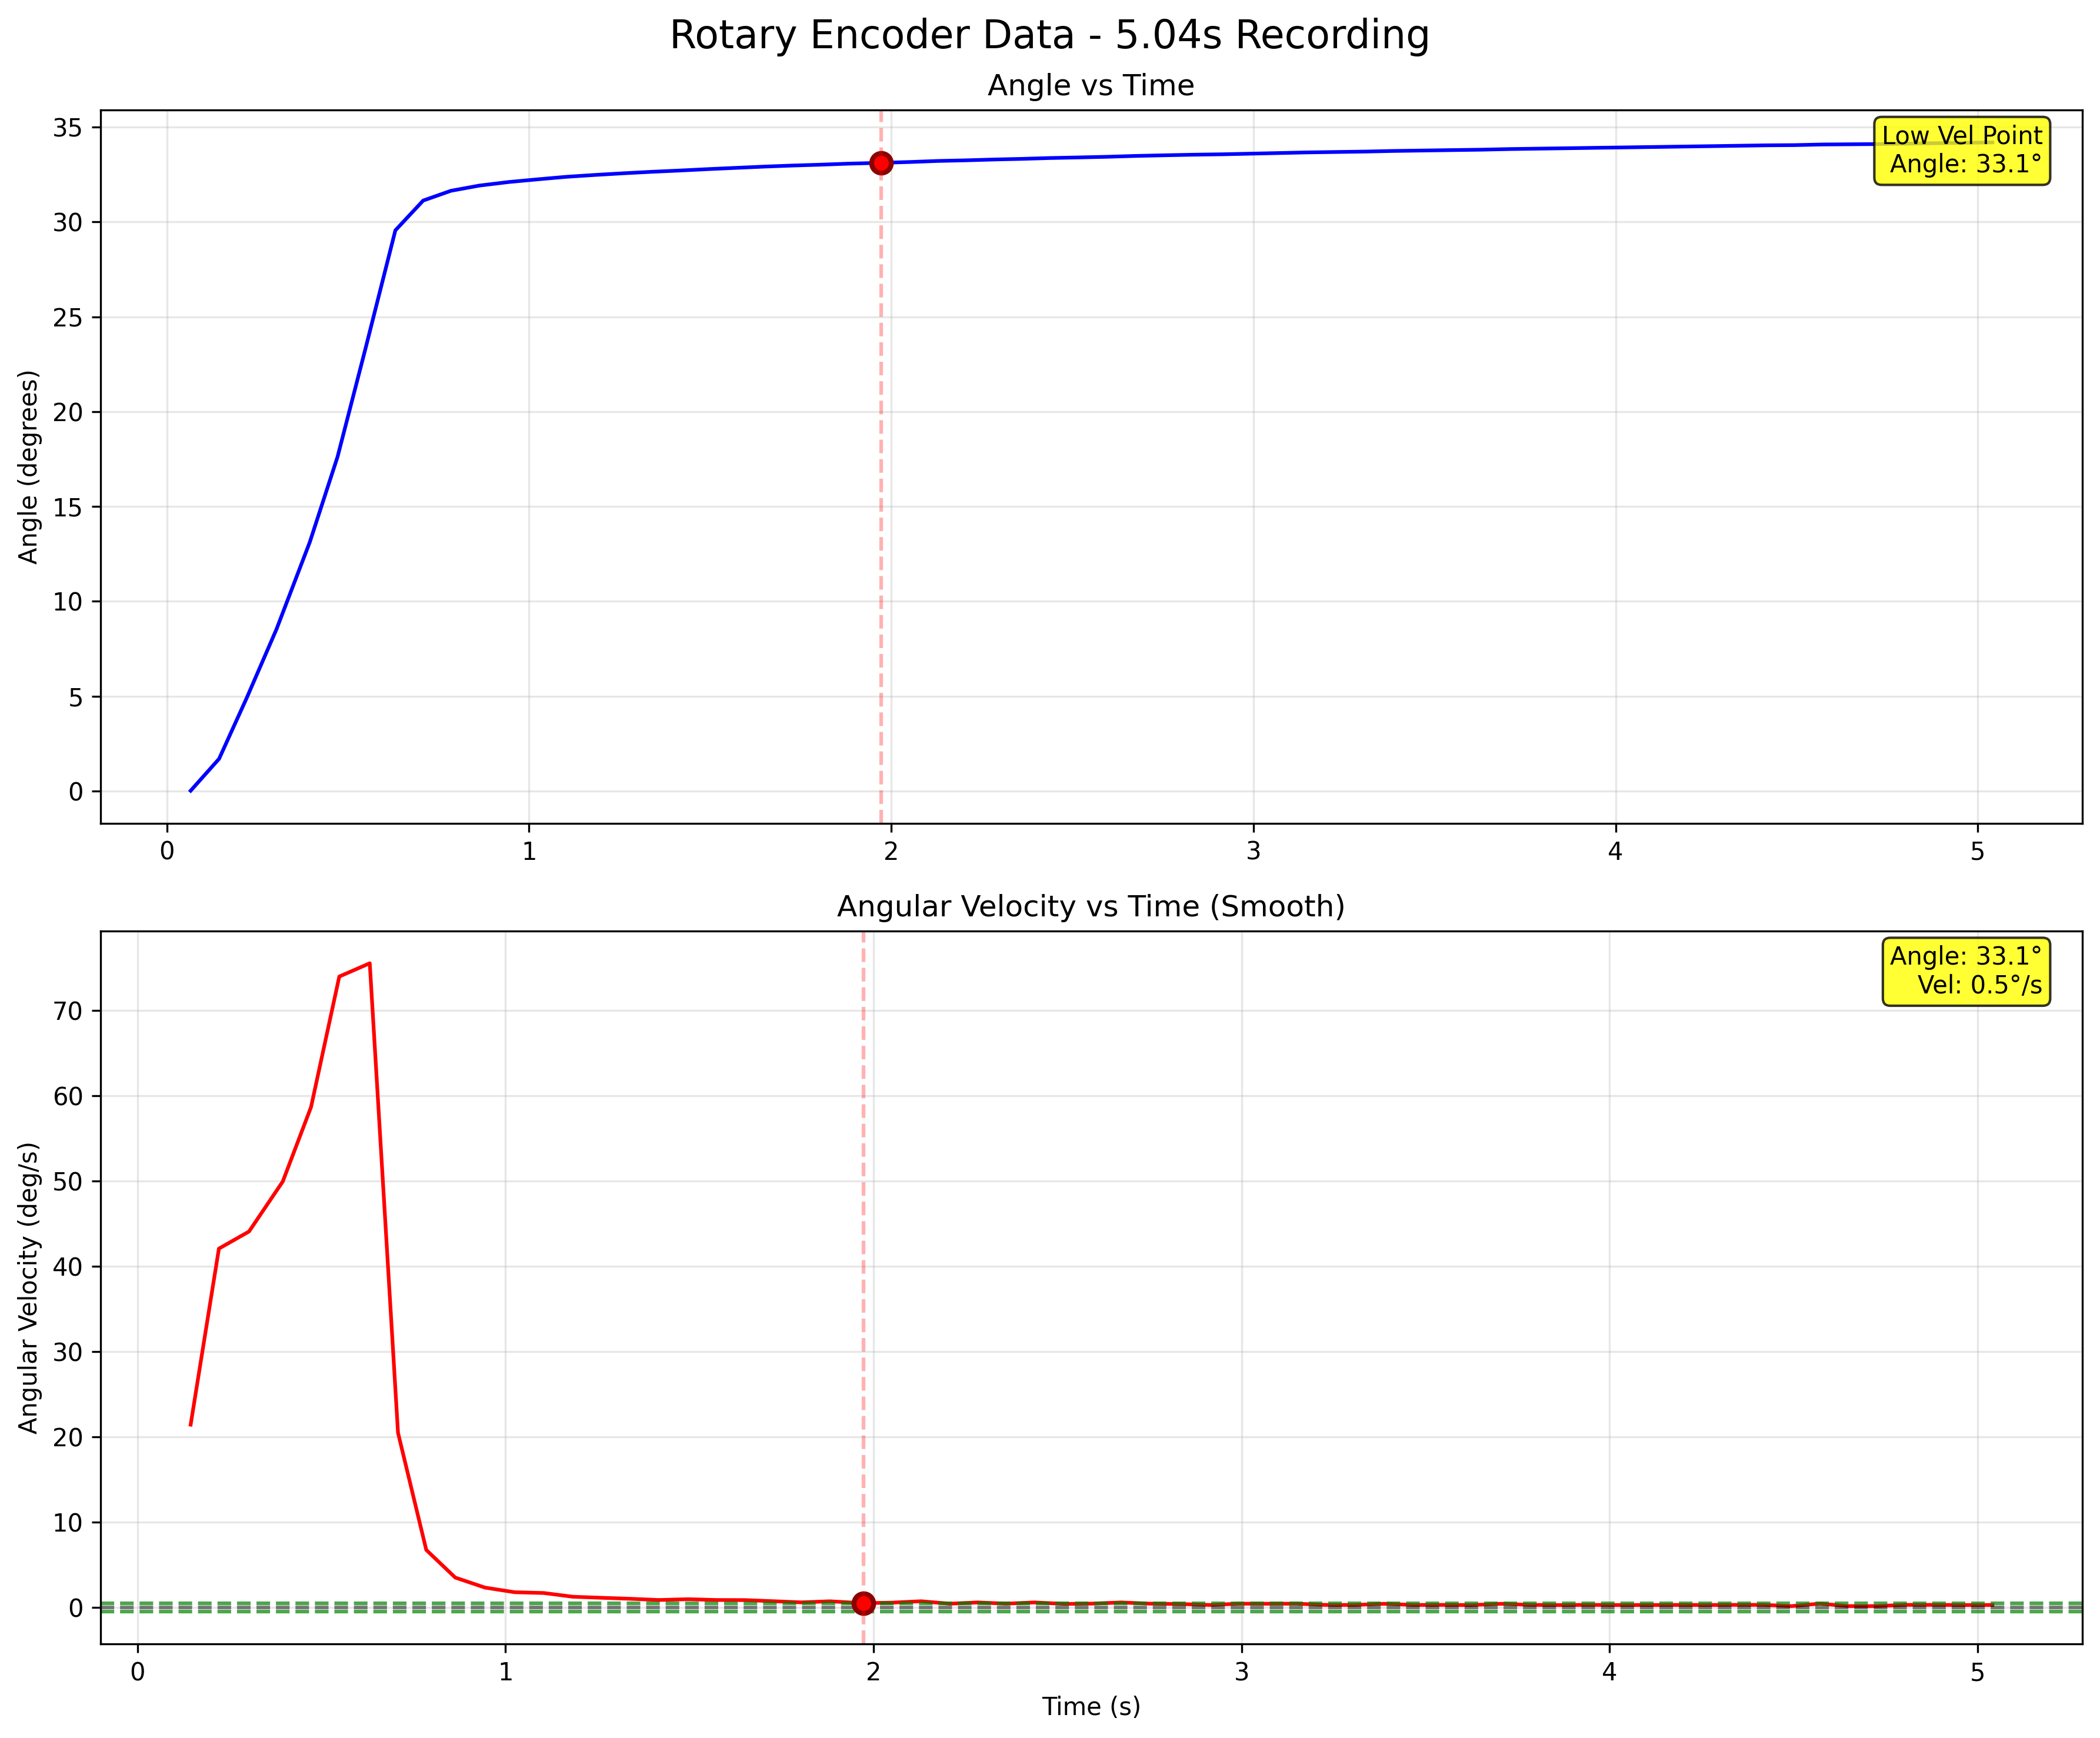 Rotary Encoder Data - 5.04s Recording
Angle vs Time
Angle (degrees)
35
30
25
20
15
10
5
0
Low Vel Point
Angle: 33.1°
0 1 2 3 4 5
Angular Velocity vs Time (Smooth)
Angular Velocity (deg/s)
70
60
50
40
30
20
10
0
Angle: 33.1°
Vel: 0.5°/s
0 1 2 3 4 5
Time (s)